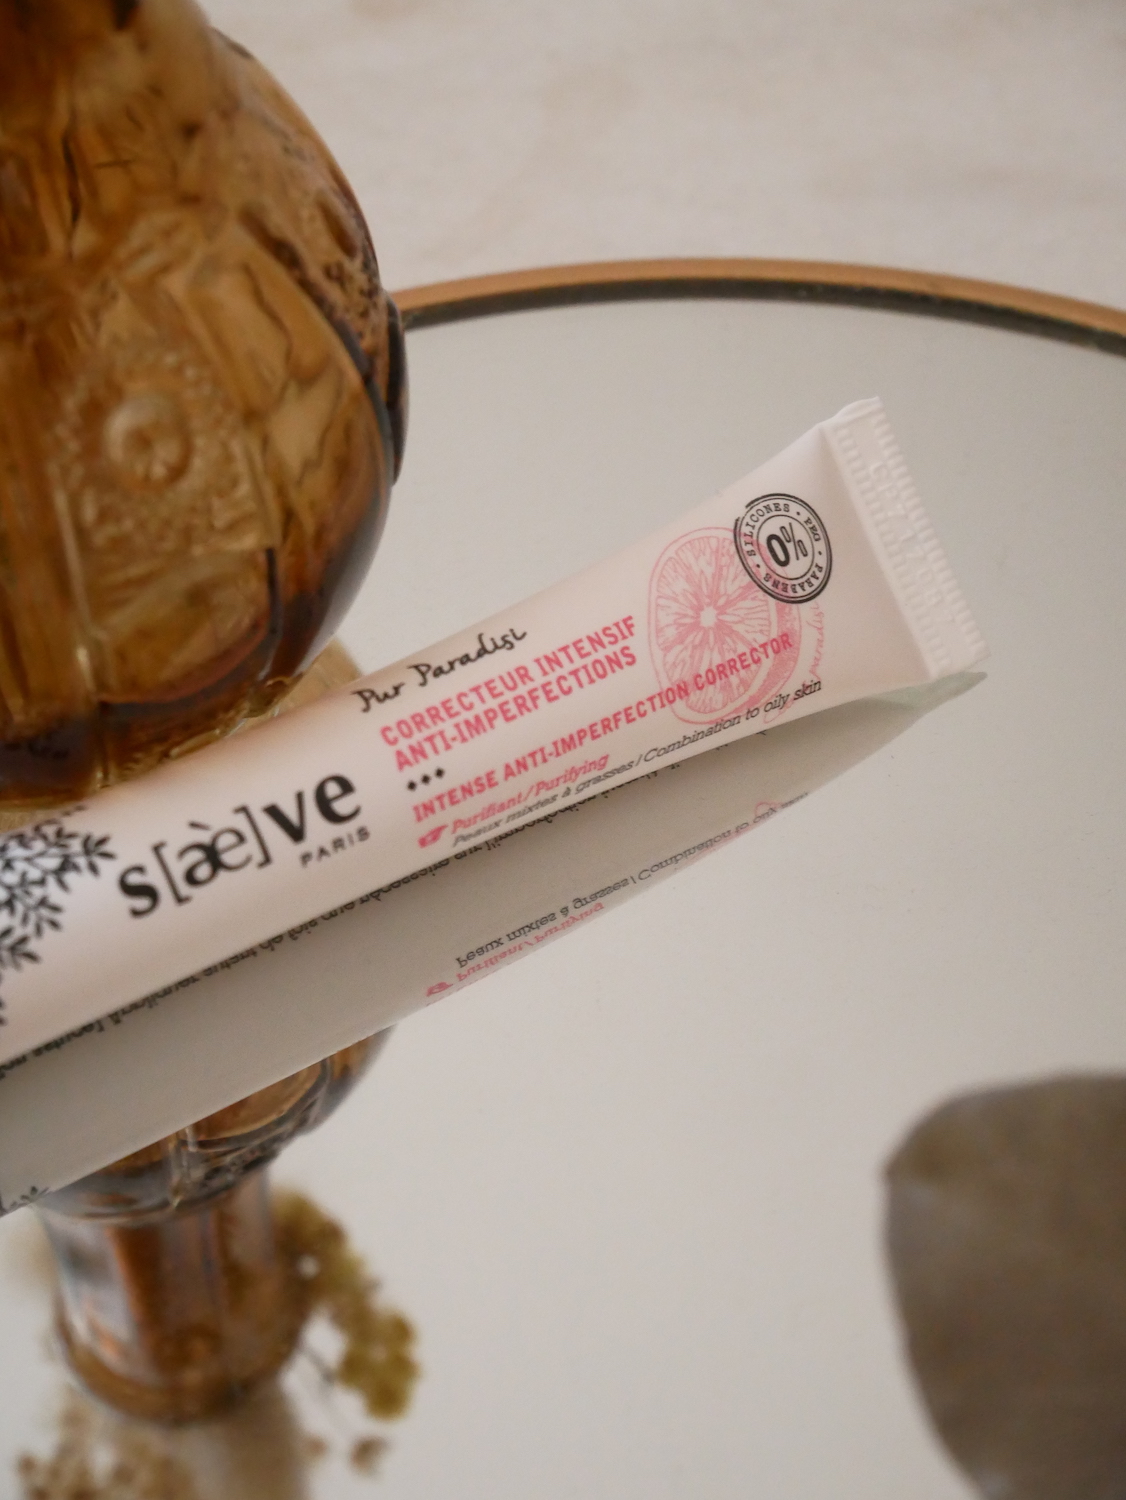 Pur Paradisi
CORRECTEUR INTENSIF
ANTI-IMPERFECTIONS
INTENSE ANTI-IMPERFECTION CORRECTOR
Purifiant/Purifying
Peaux mixtes à grasses/Combination to oily skin
s[æ̀]ve
PARIS
0%
SILICONES • PEG • PARABENS •
paradisi